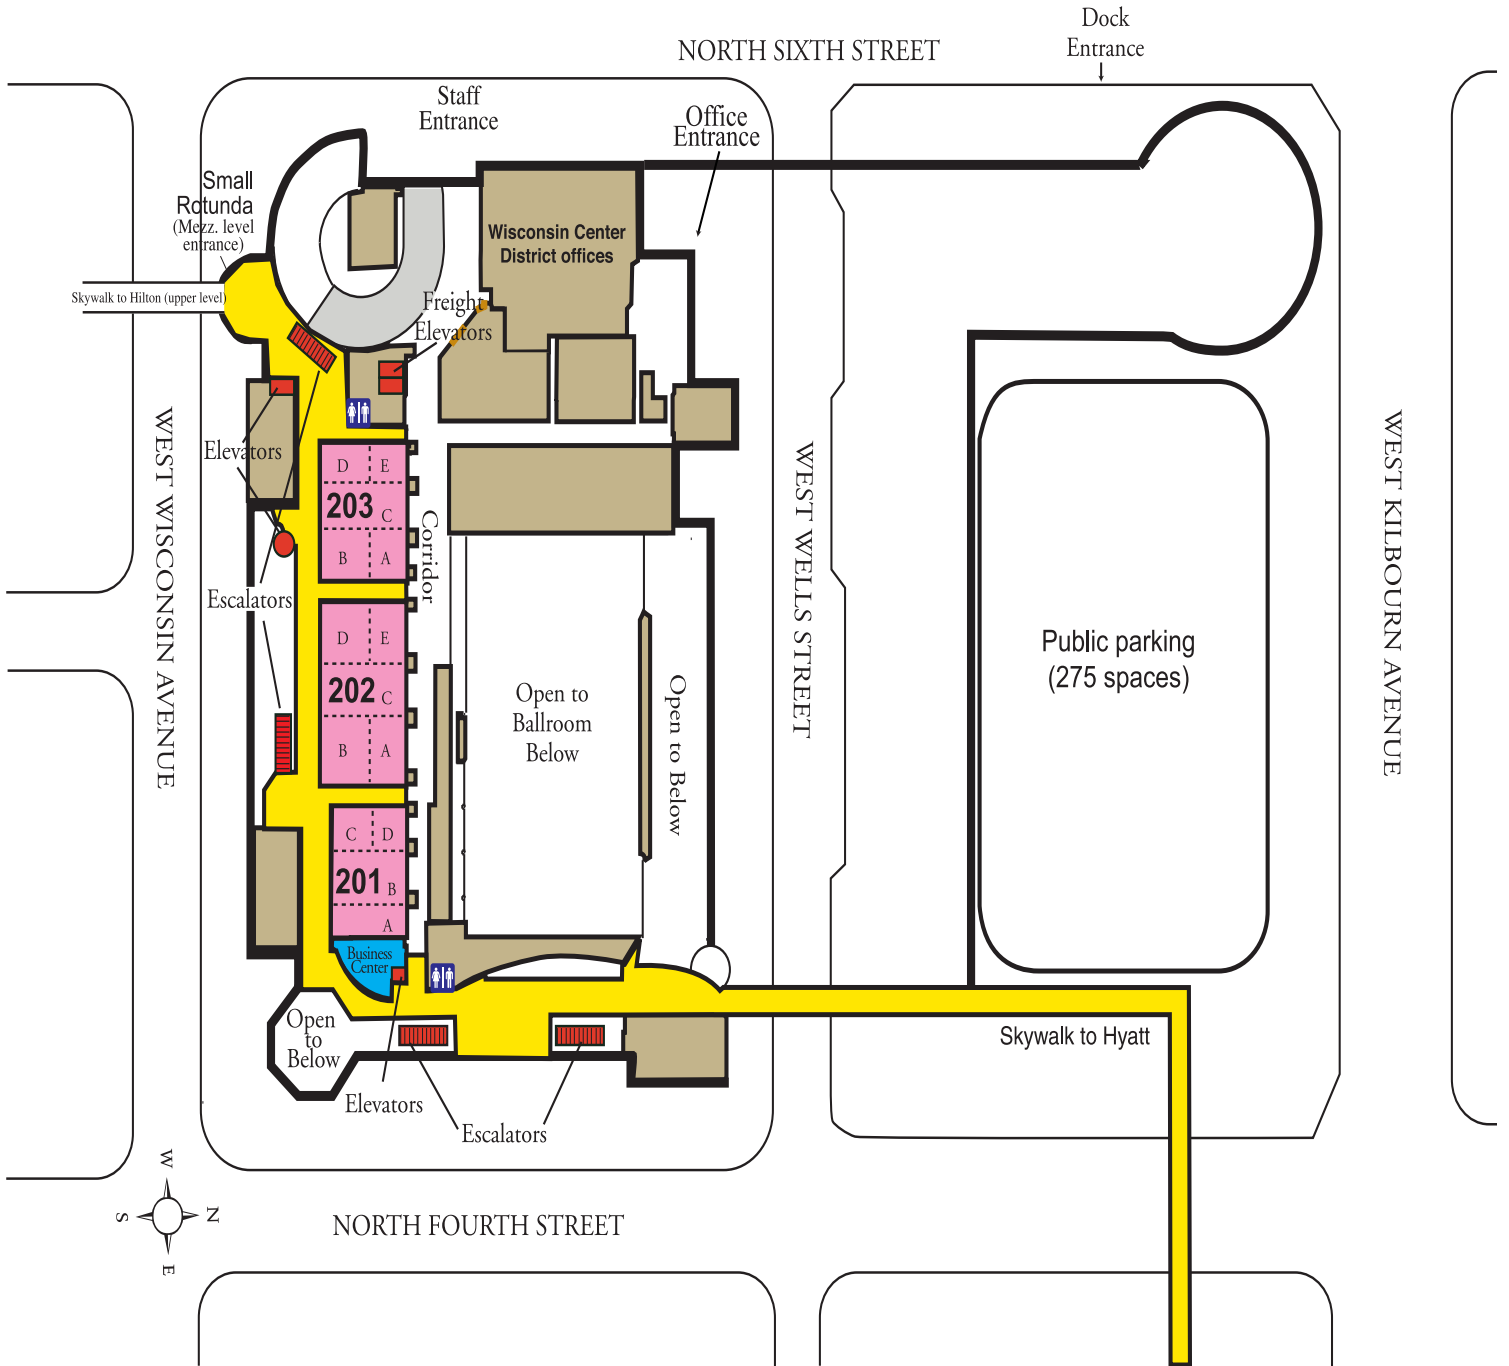 Dock
Entrance
NORTH SIXTH STREET
Staff
Entrance
Office
Entrance
Small
Rotunda
(Mezz. level
entrance)
Wisconsin Center
District offices
Skywalk to Hilton (upper level)
Freight
Elevators
Elevators
WEST WISCONSIN AVENUE
D
E
203
C
B
A
Corridor
Escalators
D
E
202
C
B
A
C
D
201
B
A
Business
Center
Open to
Ballroom
Below
Open to Below
WEST WELLS STREET
Public parking
(275 spaces)
WEST KILBOURN AVENUE
Open
to
Below
Skywalk to Hyatt
Elevators
Escalators
W
N
S
E
NORTH FOURTH STREET